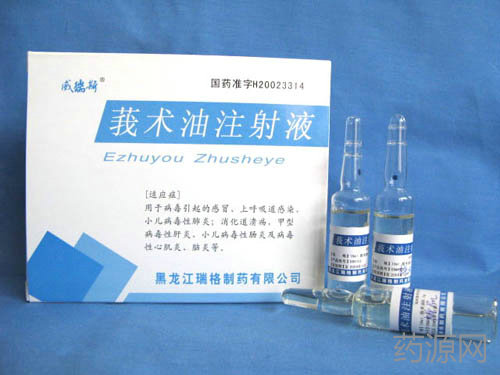 威瑞斯®
国药准字H20023314
莪术油注射液
Ezhuyou Zhusheye
[适应症]
用于病毒引起的感冒、上呼吸道感染、
小儿病毒性肺炎；消化道溃疡，甲型
病毒性肝炎、小儿病毒性肠炎及病毒
性心肌炎、脑炎等。
黑龙江瑞格制药有限公司
莪术油注
莪术油注
药源网